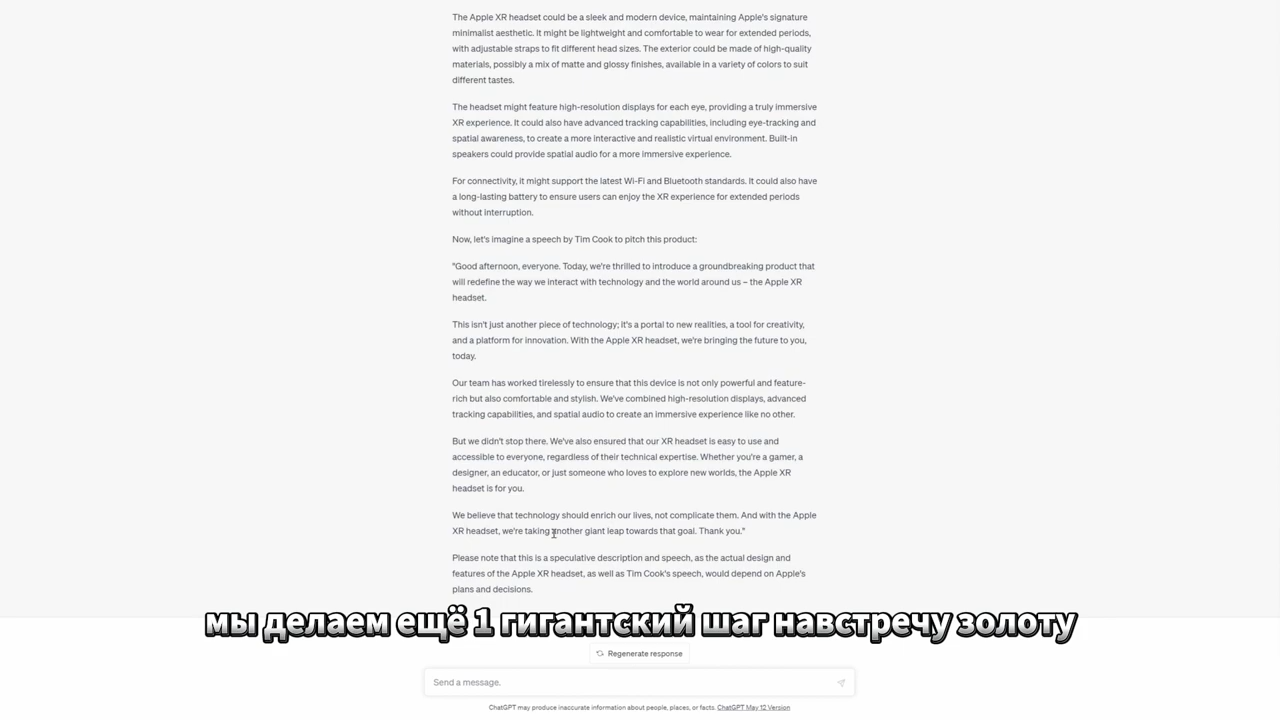 The Apple XR headset could be a sleek and modern device, maintaining Apple's signature
minimalist aesthetic. It might be lightweight and comfortable to wear for extended periods,
with adjustable straps to fit different head sizes. The exterior could be made of high-quality
materials, possibly a mix of matte and glossy finishes, available in a variety of colors to suit
different tastes.
The headset might feature high-resolution displays for each eye, providing a truly immersive
XR experience. It could also have advanced tracking capabilities, including eye-tracking and
spatial awareness, to create a more interactive and realistic virtual environment. Built-in
speakers could provide spatial audio for a more immersive experience.
For connectivity, it might support the latest Wi-Fi and Bluetooth standards. It could also have
a long-lasting battery to ensure users can enjoy the XR experience for extended periods
without interruption.
Now, let's imagine a speech by Tim Cook to pitch this product:
"Good afternoon, everyone. Today, we're thrilled to introduce a groundbreaking product that
will redefine the way we interact with technology and the world around us – the Apple XR
headset.
This isn't just another piece of technology; it's a portal to new realities, a tool for creativity,
and a platform for innovation. With the Apple XR headset, we're bringing the future to you,
today.
Our team has worked tirelessly to ensure that this device is not only powerful and feature-
rich but also comfortable and stylish. We've combined high-resolution displays, advanced
tracking capabilities, and spatial audio to create an immersive experience like no other.
But we didn't stop there. We've also ensured that our XR headset is easy to use and
accessible to everyone, regardless of their technical expertise. Whether you're a gamer, a
designer, an educator, or just someone who loves to explore new worlds, the Apple XR
headset is for you.
We believe that technology should enrich our lives, not complicate them. And with the Apple
XR headset, we're taking another giant leap towards that goal. Thank you."
Please note that this is a speculative description and speech, as the actual design and
features of the Apple XR headset, as well as Tim Cook's speech, would depend on Apple's
plans and decisions.
мы делаем ещё 1 гигантский шаг навстречу золоту
Regenerate response
Send a message.
ChatGPT may produce inaccurate information about people, places, or facts. ChatGPT May 12 Version